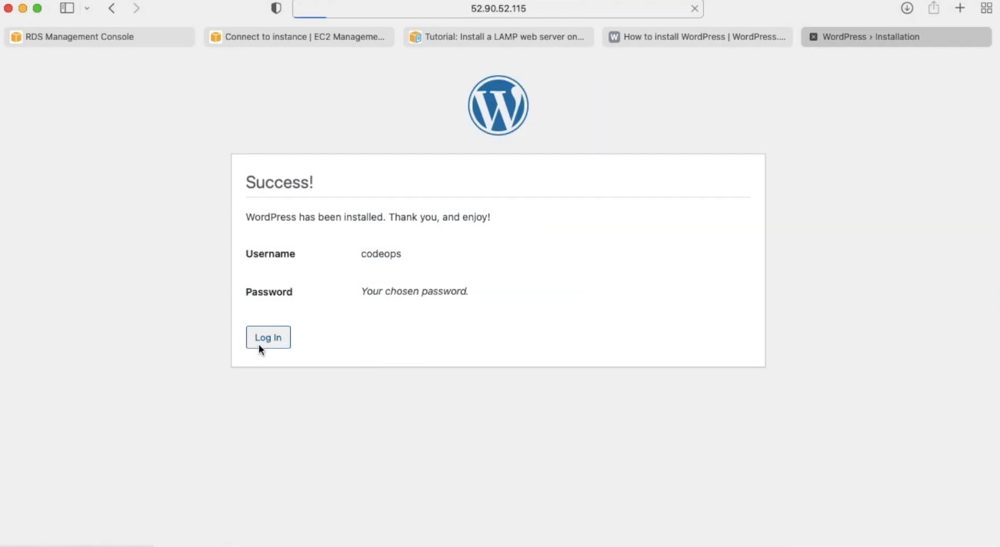 52.90.52.115
RDS Management Console
Connect to instance | EC2 Manageme...
Tutorial: Install a LAMP web server on...
W
How to install WordPress | WordPress....
WordPress › Installation
W
Success!
WordPress has been installed. Thank you, and enjoy!
Username codeops
Password Your chosen password.
Log In